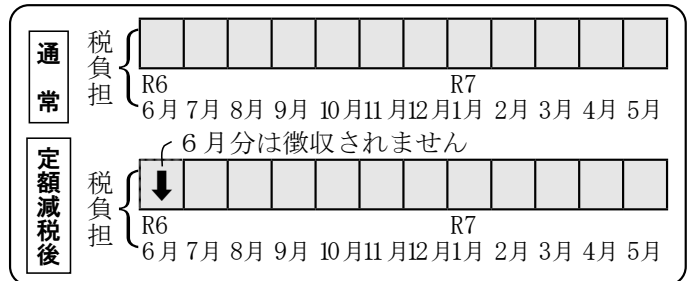 通常
税負担
R6 R7
6月 7月 8月 9月 10月 11月 12月 1月 2月 3月 4月 5月
定額減税後
6月分は徴収されません
税負担
R6 R7
6月 7月 8月 9月 10月 11月 12月 1月 2月 3月 4月 5月